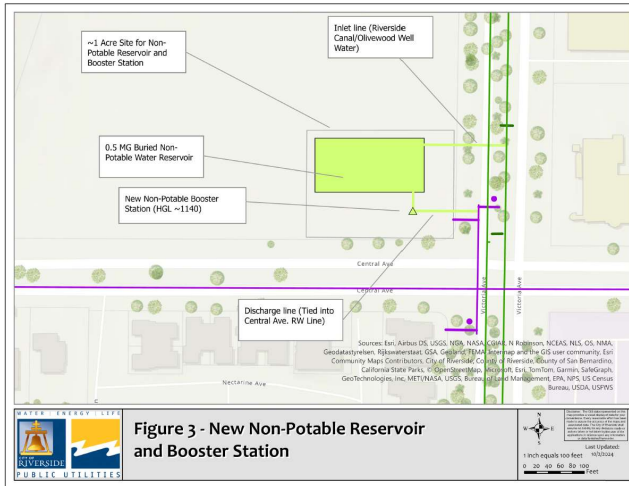 ~1 Acre Site for Non-
Potable Reservoir and
Booster Station
Inlet line (Riverside
Canal/Olivewood Well
Water)
0.5 MG Buried Non-
Potable Water Reservoir
New Non-Potable Booster
Station (HGL ~1140)
Central Ave
Central Ave
Victoria Ave
Victoria Ave
Discharge line (Tied into
Central Ave. RW Line)
Nectarine Ave
Sources: Esri, Airbus DS, USGS, NGA, NASA, CGIAR, N Robinson, NCEAS, NLS, OS, NMA,
Geodatastyrelsen, Rijkswaterstaat, GSA, Geoland, FEMA, Intermap and the GIS user community, Esri
Community Maps Contributors, City of Riverside, County of Riverside, County of San Bernardino,
California State Parks, © OpenStreetMap, Microsoft, Esri, TomTom, Garmin, SafeGraph,
GeoTechnologies, Inc, METI/NASA, USGS, Bureau of Land Management, EPA, NPS, US Census
Bureau, USDA, USFWS
WATER | ENERGY | LIFE
CITY OF
RIVERSIDE
PUBLIC UTILITIES
Figure 3 - New Non-Potable Reservoir
and Booster Station
N
W
E
S
1 inch equals 100 feet
Last Updated:
10/3/2024
0 20 40 60 80 100
Feet